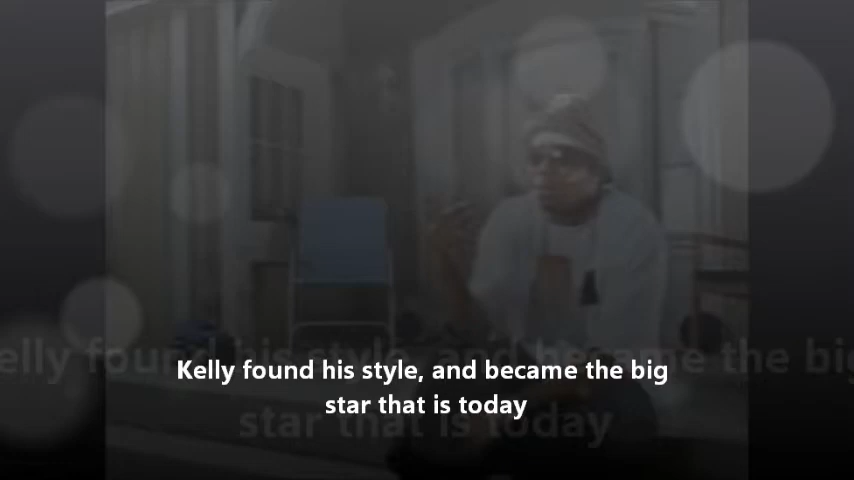 Kelly found his style, and became the big
star that is today